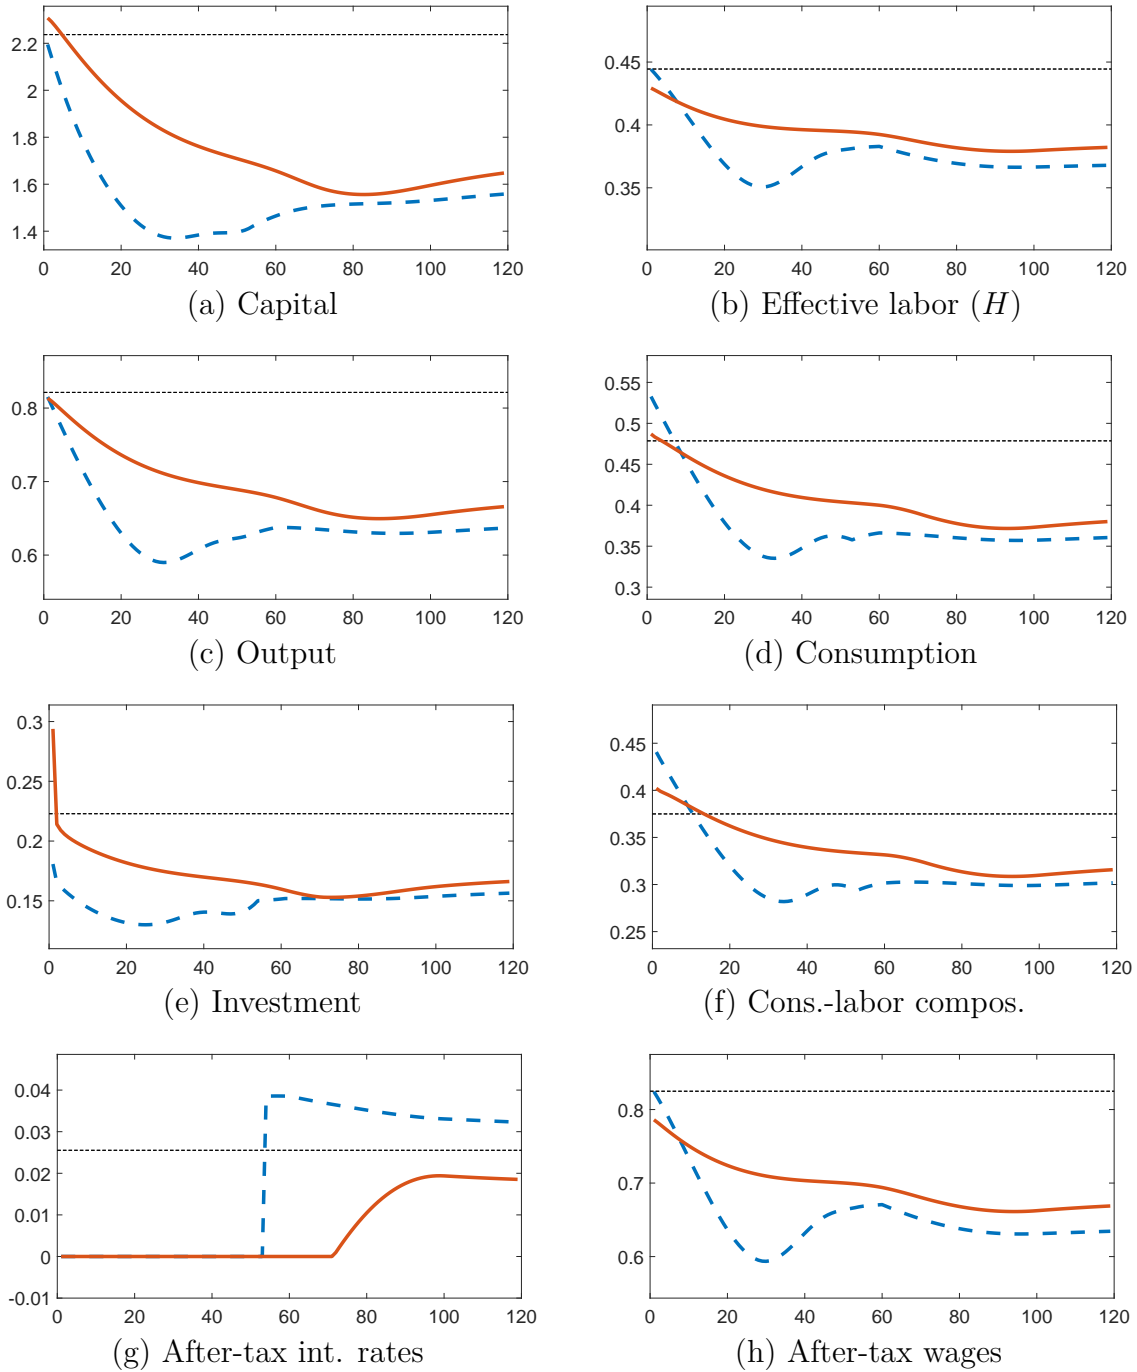 2.2
2
1.8
1.6
1.4
0 20 40 60 80 100 120
(a) Capital
0.45
0.4
0.35
0 20 40 60 80 100 120
(b) Effective labor (H)
0.8
0.7
0.6
0 20 40 60 80 100 120
(c) Output
0.55
0.5
0.45
0.4
0.35
0.3
0 20 40 60 80 100 120
(d) Consumption
0.3
0.25
0.2
0.15
0 20 40 60 80 100 120
(e) Investment
0.45
0.4
0.35
0.3
0.25
0 20 40 60 80 100 120
(f) Cons.-labor compos.
0.04
0.03
0.02
0.01
0
-0.01
0 20 40 60 80 100 120
(g) After-tax int. rates
0.8
0.7
0.6
0 20 40 60 80 100 120
(h) After-tax wages